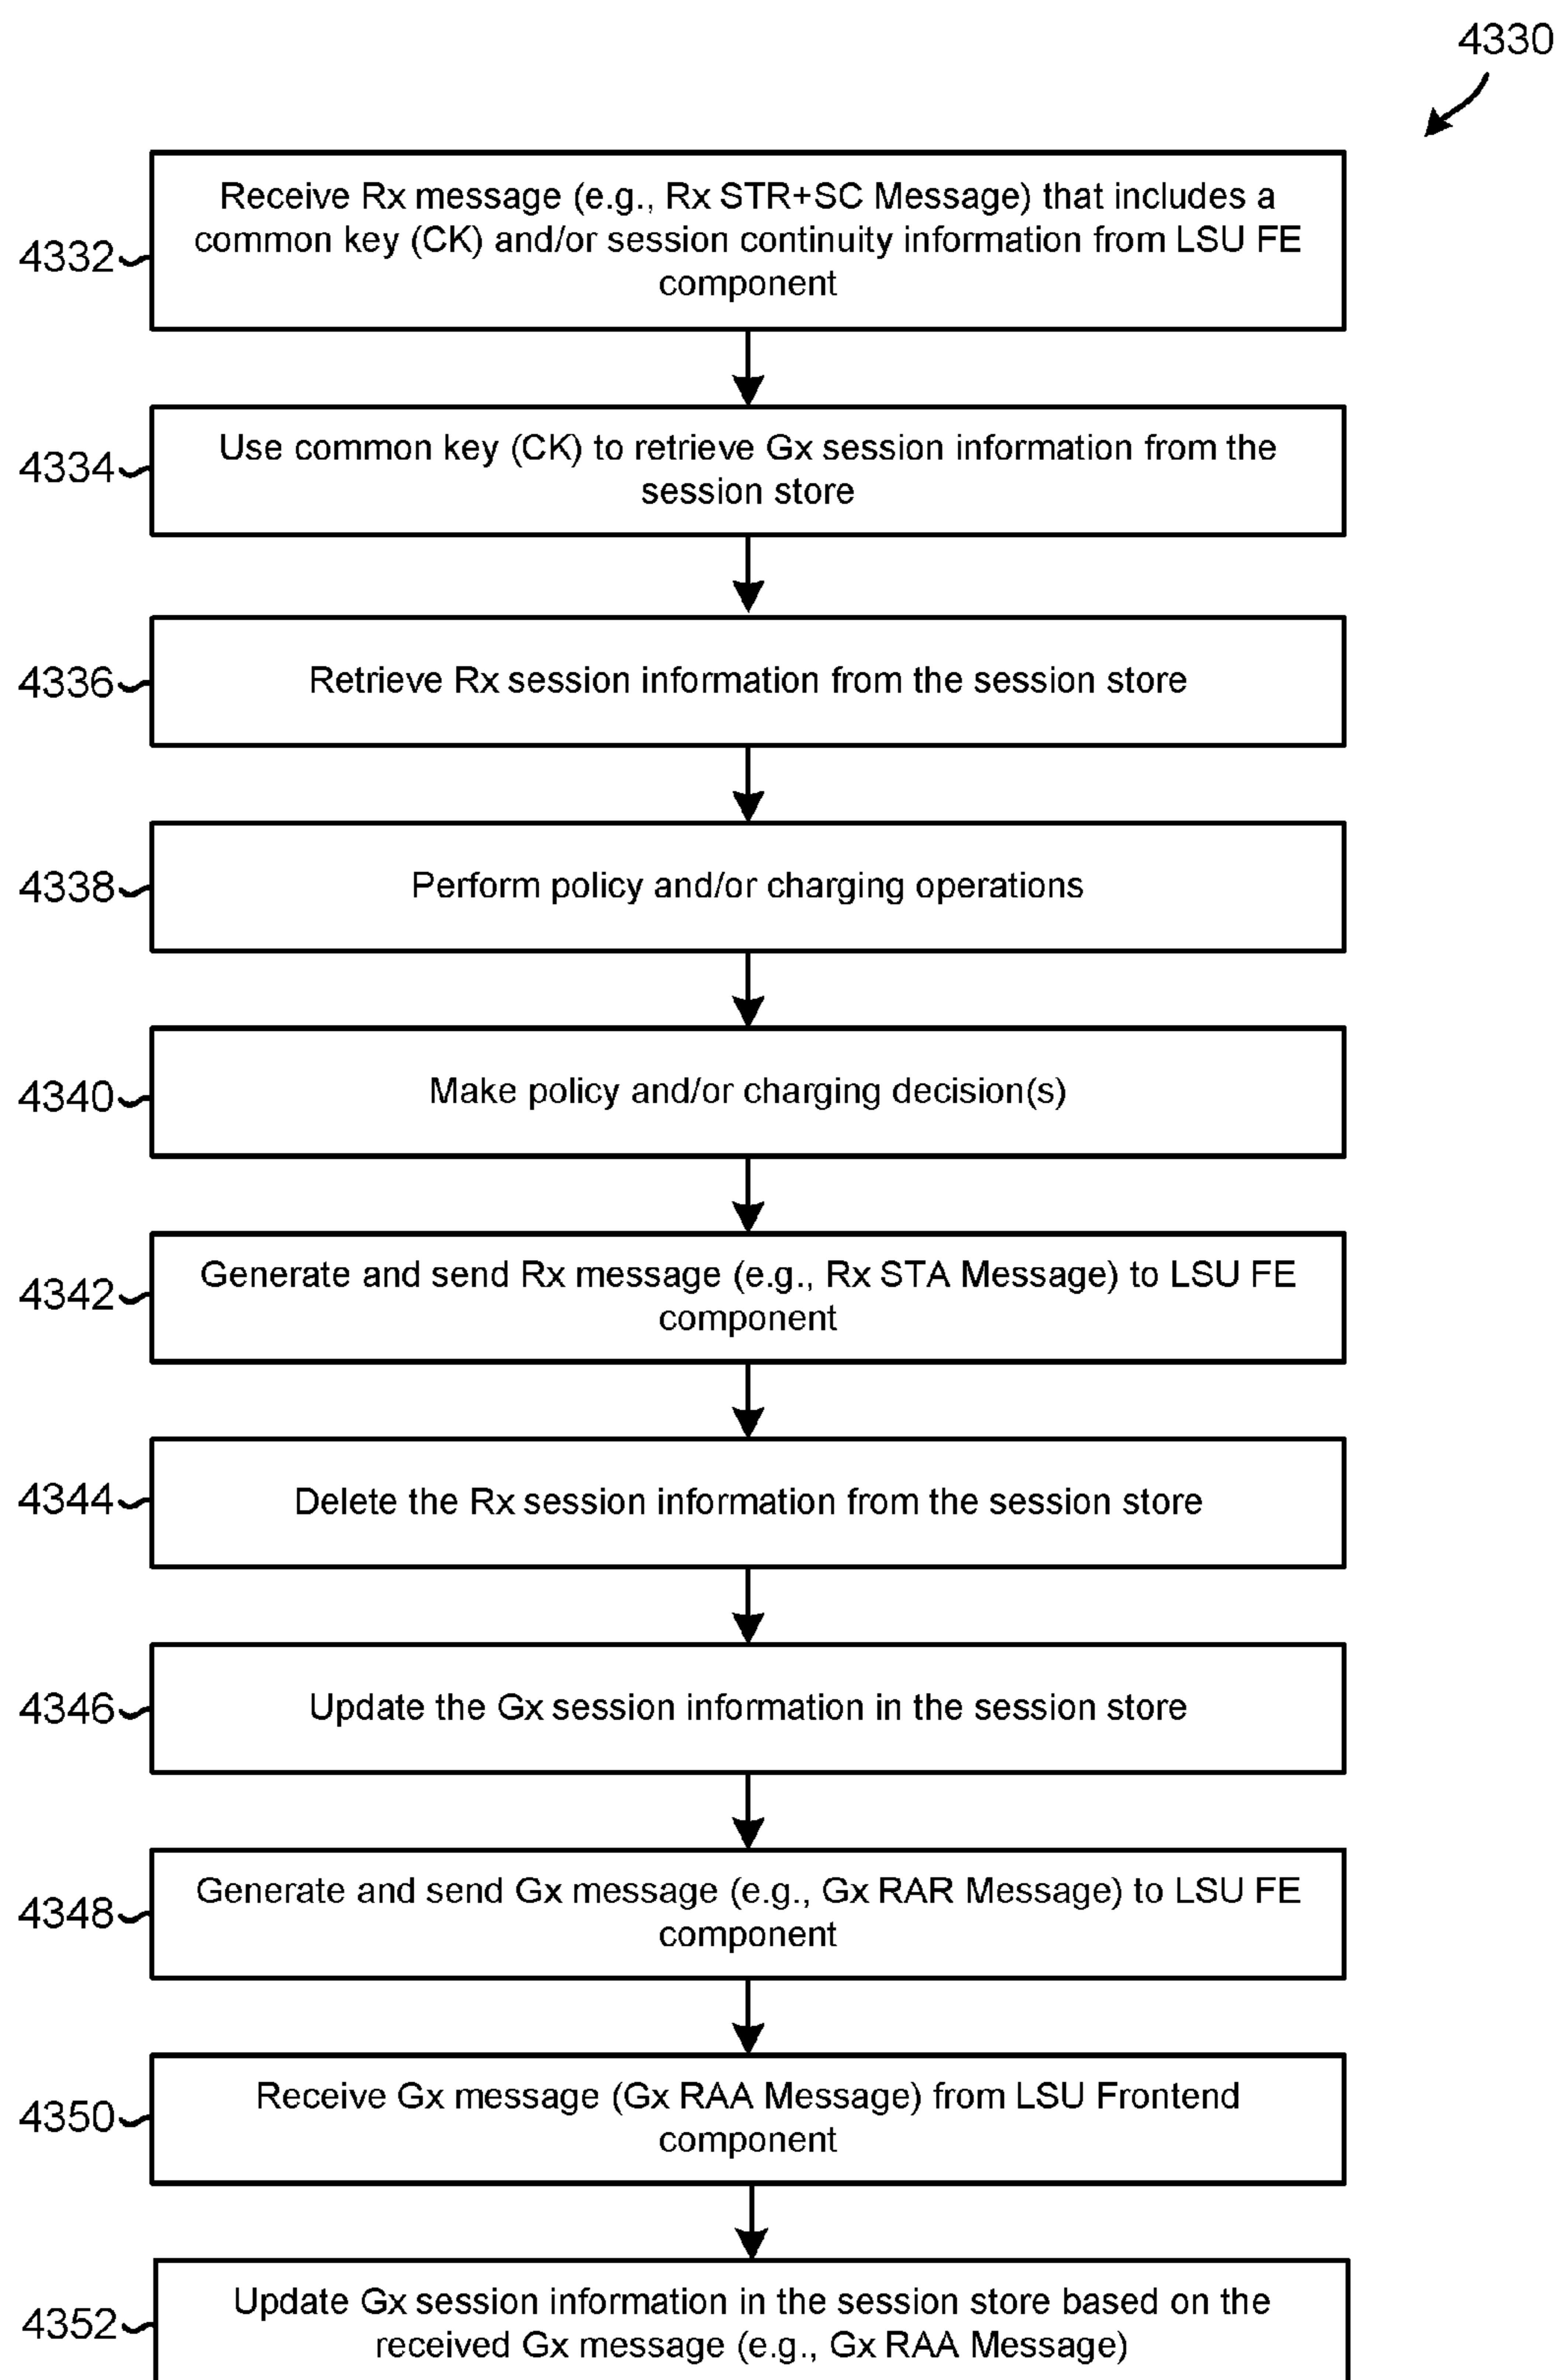 4330
Receive Rx message (e.g., Rx STR+SC Message) that includes a
common key (CK) and/or session continuity information from LSU FE
component
4332
Use common key (CK) to retrieve Gx session information from the
session store
4334
Retrieve Rx session information from the session store
4336
Perform policy and/or charging operations
4338
Make policy and/or charging decision(s)
4340
Generate and send Rx message (e.g., Rx STA Message) to LSU FE
component
4342
Delete the Rx session information from the session store
4344
Update the Gx session information in the session store
4346
Generate and send Gx message (e.g., Gx RAR Message) to LSU FE
component
4348
Receive Gx message (Gx RAA Message) from LSU Frontend
component
4350
Update Gx session information in the session store based on the
received Gx message (e.g., Gx RAA Message)
4352